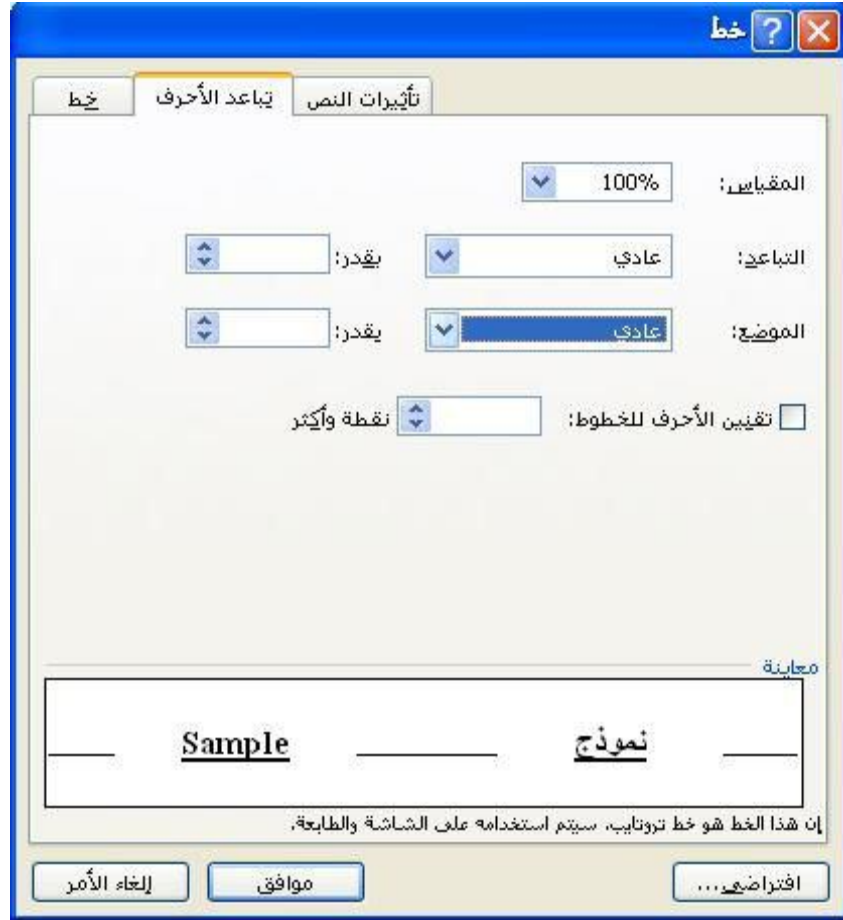 خط
تأثيرات النص تباعد الأحرف خط
المقياس: 100%
التباعد: عادي بقدر:
الموضع: عادي بقدر:
تقنين الأحرف للخطوط: نقطة وأكثر
معاينة
نموذج Sample
إن هذا الخط هو خط تروتايب، سيتم استخدامه على الشاشة والطابعة.
افتراضي... موافق إلغاء الأمر